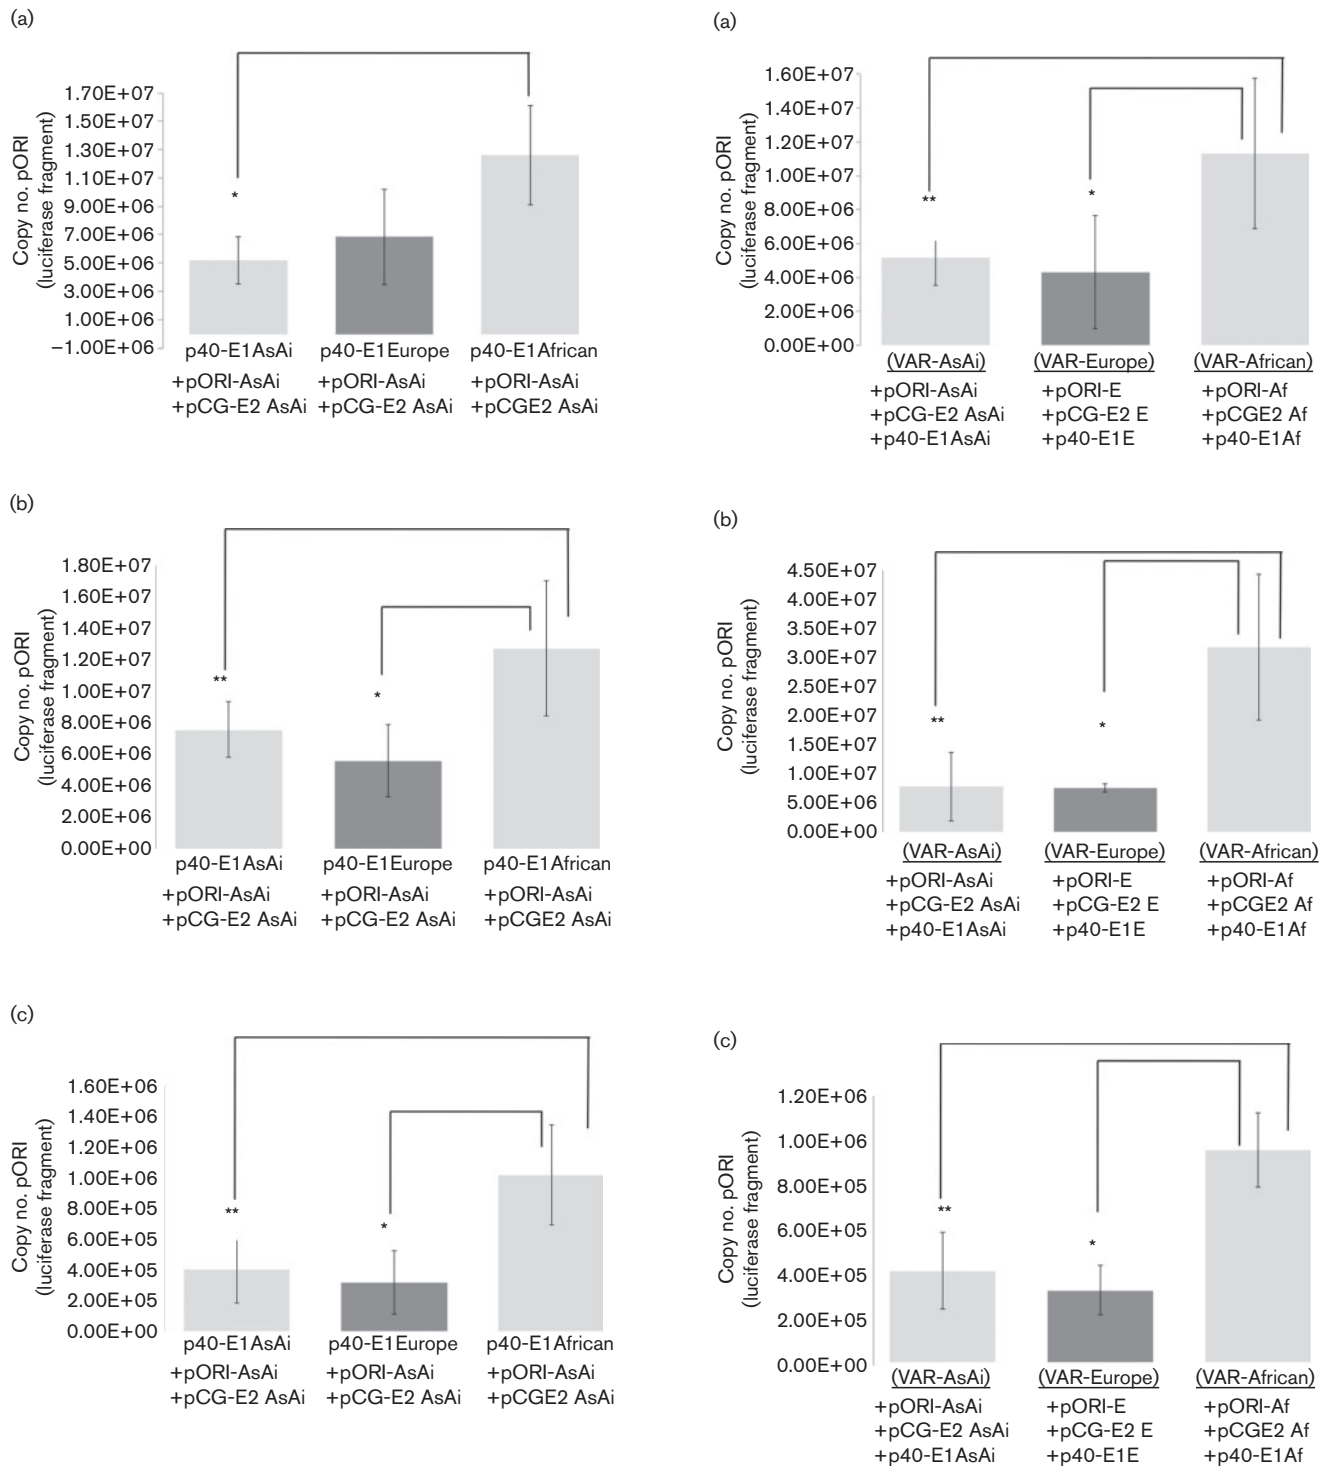 (a)
Copy no. pORI
(luciferase fragment)
1.70E+07
1.50E+07
1.30E+07
1.10E+07
9.00E+06
7.00E+06
5.00E+06
3.00E+06
1.00E+06
−1.00E+06
*
p40-E1AsAi p40-E1Europe p40-E1African
+pORI-AsAi +pORI-AsAi +pORI-AsAi
+pCG-E2 AsAi +pCG-E2 AsAi +pCGE2 AsAi
(b)
Copy no. pORI
(luciferase fragment)
1.80E+07
1.60E+07
1.40E+07
1.20E+07
1.00E+07
8.00E+06
6.00E+06
4.00E+06
2.00E+06
0.00E+00
** *
p40-E1AsAi p40-E1Europe p40-E1African
+pORI-AsAi +pORI-AsAi +pORI-AsAi
+pCG-E2 AsAi +pCG-E2 AsAi +pCGE2 AsAi
(c)
Copy no. pORI
(luciferase fragment)
1.60E+06
1.40E+06
1.20E+06
1.00E+06
8.00E+05
6.00E+05
4.00E+05
2.00E+05
0.00E+00
** *
p40-E1AsAi p40-E1Europe p40-E1African
+pORI-AsAi +pORI-AsAi +pORI-AsAi
+pCG-E2 AsAi +pCG-E2 AsAi +pCGE2 AsAi
(a)
Copy no. pORI
(luciferase fragment)
1.60E+07
1.40E+07
1.20E+07
1.00E+07
8.00E+06
6.00E+06
4.00E+06
2.00E+06
0.00E+00
** *
(VAR-AsAi) (VAR-Europe) (VAR-African)
+pORI-AsAi +pORI-E +pORI-Af
+pCG-E2 AsAi +pCG-E2 E +pCGE2 Af
+p40-E1AsAi +p40-E1E +p40-E1Af
(b)
Copy no. pORI
(luciferase fragment)
4.50E+07
4.00E+07
3.50E+07
3.00E+07
2.50E+07
2.00E+07
1.50E+07
1.00E+07
5.00E+06
0.00E+00
** *
(VAR-AsAi) (VAR-Europe) (VAR-African)
+pORI-AsAi +pORI-E +pORI-Af
+pCG-E2 AsAi +pCG-E2 E +pCGE2 Af
+p40-E1AsAi +p40-E1E +p40-E1Af
(c)
Copy no. pORI
(luciferase fragment)
1.20E+06
1.00E+06
8.00E+05
6.00E+05
4.00E+05
2.00E+05
0.00E+00
** *
(VAR-AsAi) (VAR-Europe) (VAR-African)
+pORI-AsAi +pORI-E +pORI-Af
+pCG-E2 AsAi +pCG-E2 E +pCGE2 Af
+p40-E1AsAi +p40-E1E +p40-E1Af